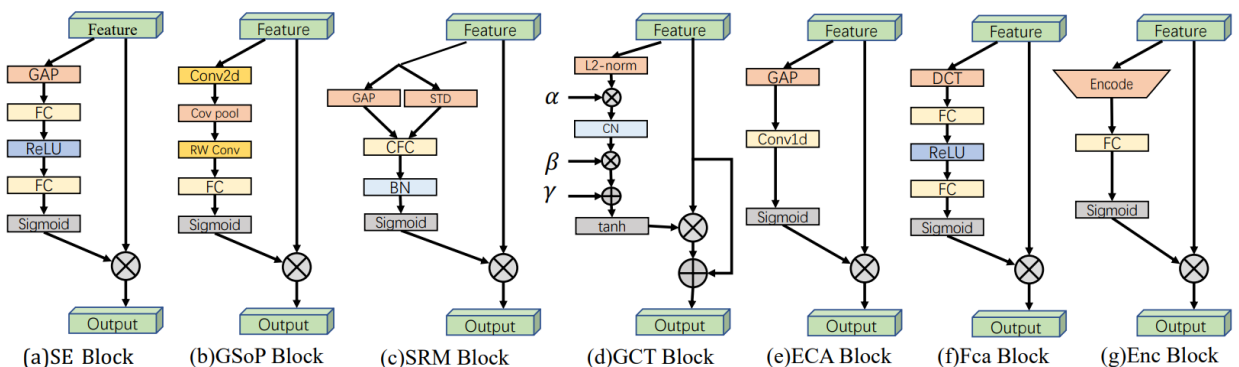 Feature
GAP
FC
ReLU
FC
Sigmoid
Output
(a)SE Block
Feature
Conv2d
Cov pool
RW Conv
FC
Sigmoid
Output
(b)GSoP Block
Feature
GAP STD
CFC
BN
Sigmoid
Output
(c)SRM Block
Feature
L2-norm
α
CN
β
γ
tanh
Output
(d)GCT Block
Feature
GAP
Conv1d
Sigmoid
Output
(e)ECA Block
Feature
DCT
FC
ReLU
FC
Sigmoid
Output
(f)Fca Block
Feature
Encode
FC
Sigmoid
Output
(g)Enc Block